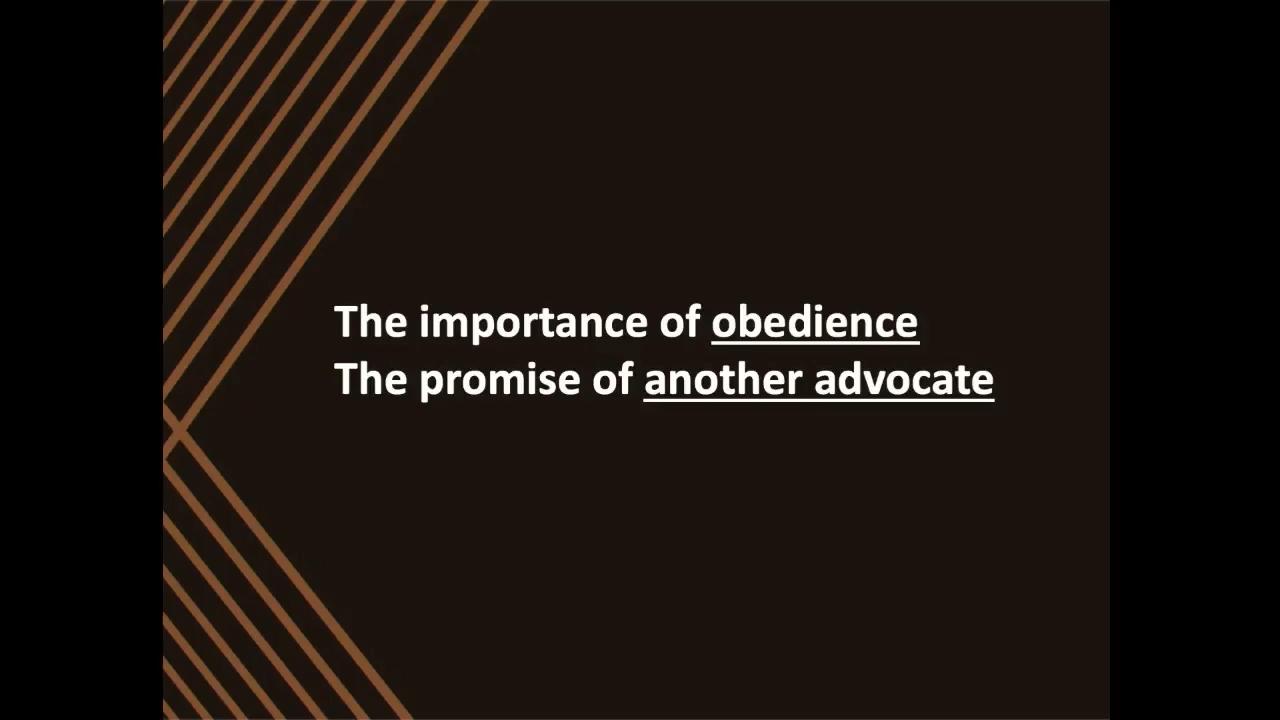 The importance of obedience
The promise of another advocate